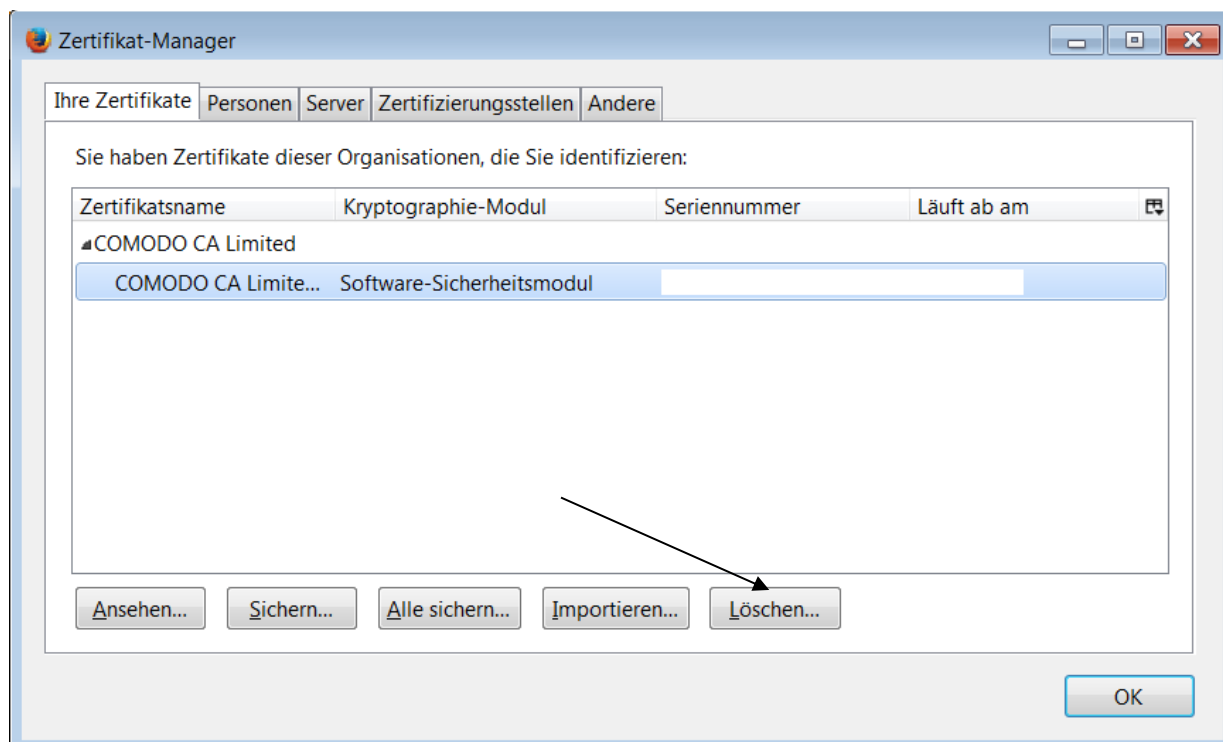 Zertifikat-Manager
Ihre Zertifikate Personen Server Zertifizierungsstellen Andere
Sie haben Zertifikate dieser Organisationen, die Sie identifizieren:
Zertifikatsname Kryptographie-Modul Seriennummer Läuft ab am
COMODO CA Limited
COMODO CA Limite... Software-Sicherheitsmodul
Ansehen... Sichern... Alle sichern... Importieren... Löschen...
OK